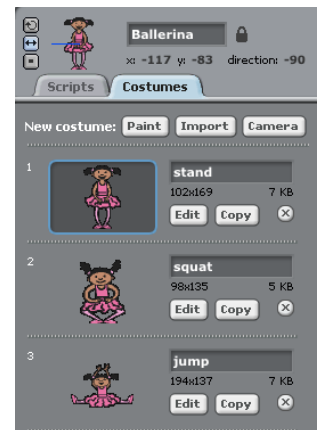 Ballerina
x: -117 y: -83 direction: -90
Scripts Costumes
New costume: Paint Import Camera
1
stand
102x169 7 KB
Edit Copy
2
squat
98x135 5 KB
Edit Copy
3
jump
194x137 7 KB
Edit Copy